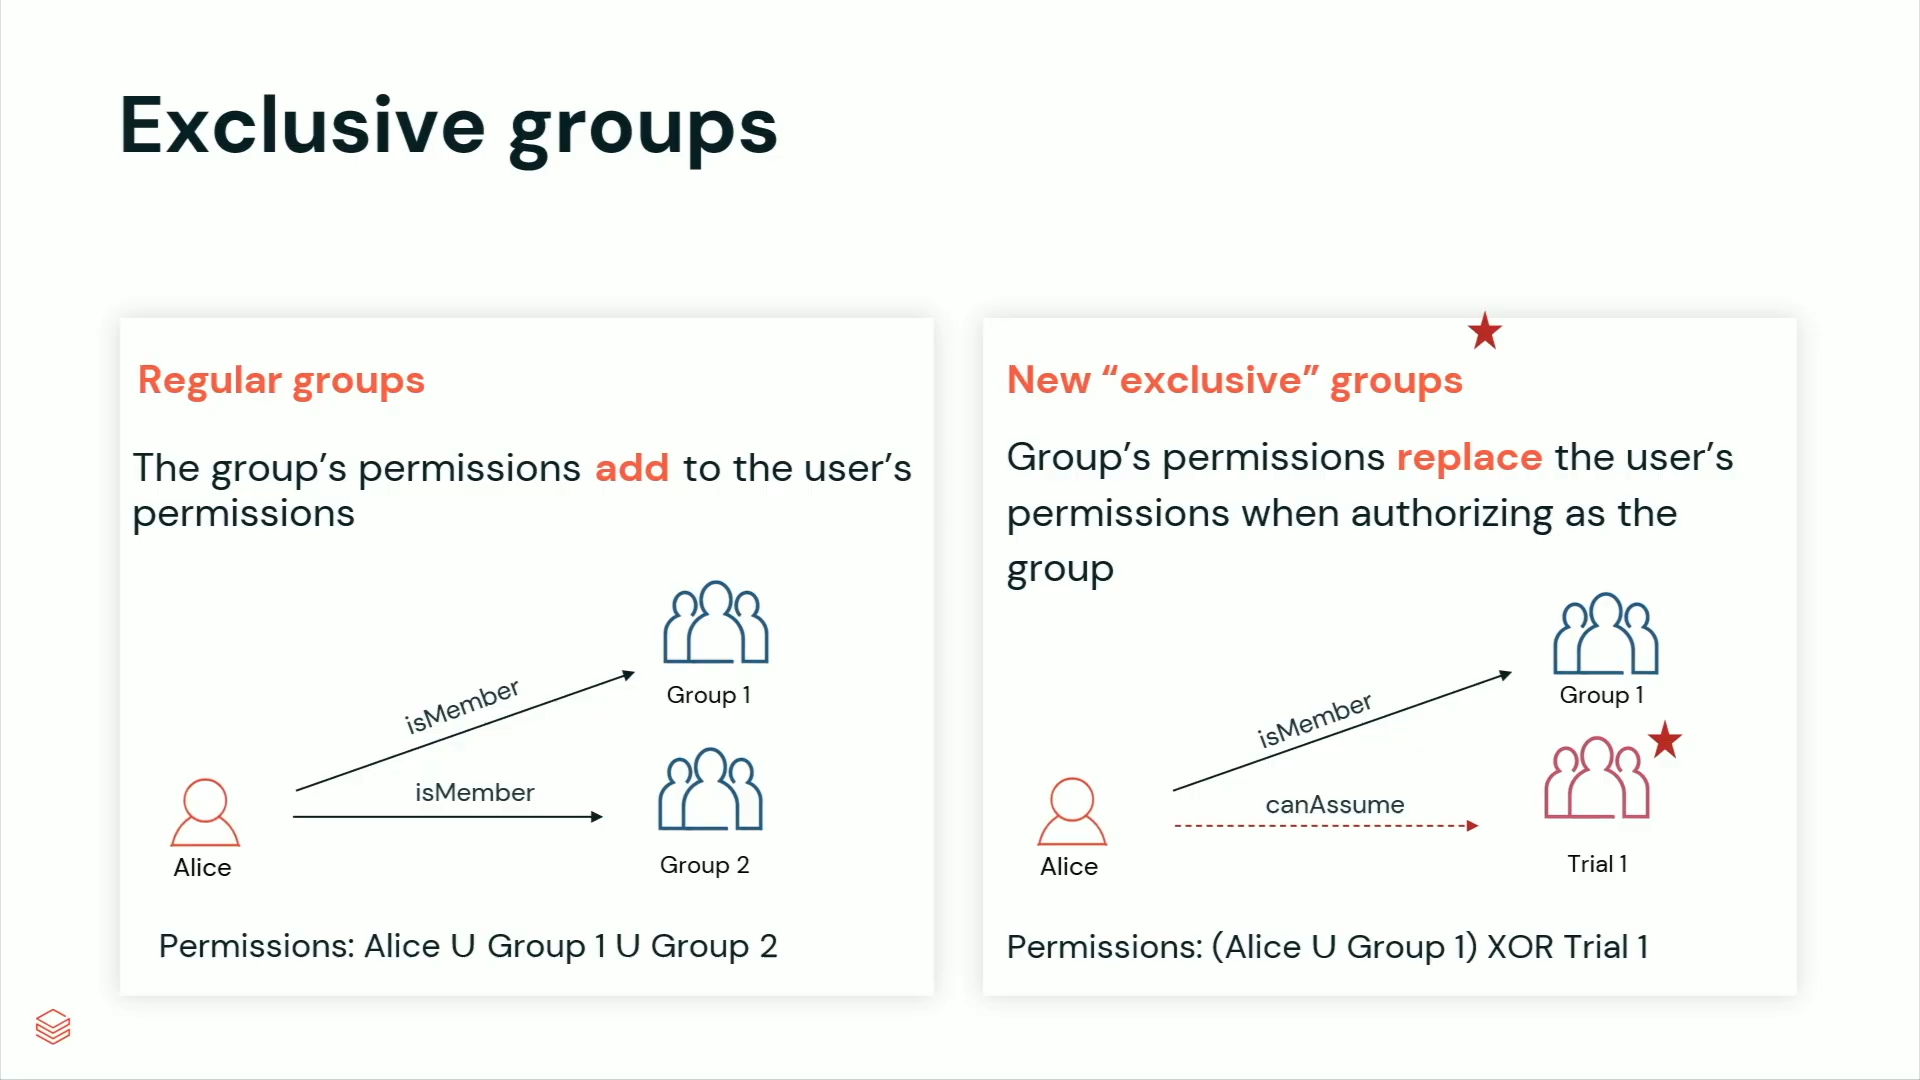 Exclusive groups
Regular groups
The group’s permissions add to the user’s
permissions
isMember
Group 1
isMember
Alice
Group 2
Permissions: Alice U Group 1 U Group 2
New “exclusive” groups
Group’s permissions replace the user’s
permissions when authorizing as the
group
isMember
Group 1
canAssume
Alice
Trial 1
Permissions: (Alice U Group 1) XOR Trial 1